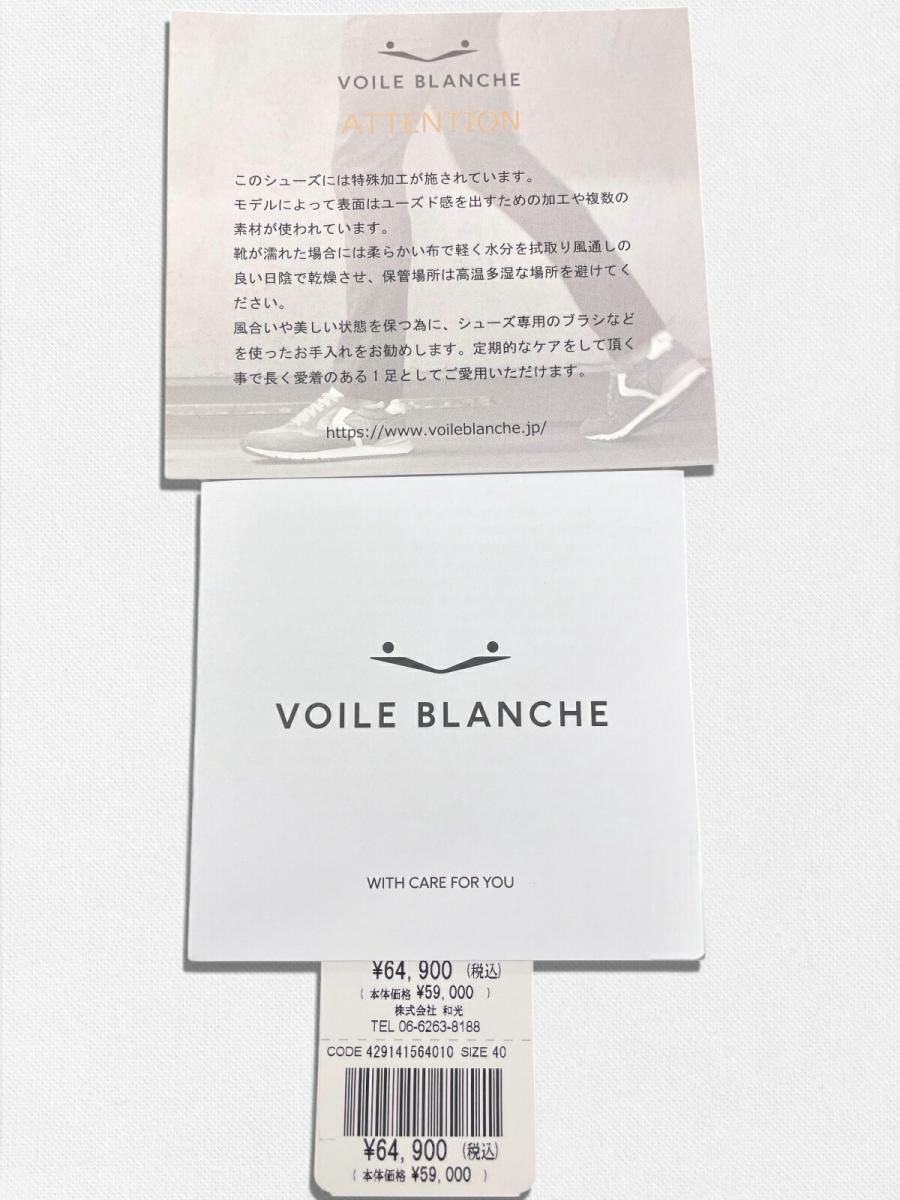 VOILE BLANCHE
ATTENTION
このシューズには特殊加工が施されています。
モデルによって表面はユーズド感を出すための加工や複数の
素材が使われています。
靴が濡れた場合には柔らかい布で軽く水分を拭取り風通しの
良い日陰で乾燥させ、保管場所は高温多湿な場所を避けてく
ださい。
風合いや美しい状態を保つ為に、シューズ専用のブラシなど
を使ったお手入れをお勧めします。定期的なケアをして頂く
事で長く愛着のある1足としてご愛用いただけます。
https://www.voileblanche.jp/
VOILE BLANCHE
WITH CARE FOR YOU
¥64,900 (税込)
( 本体価格 ¥59,000 )
株式会社 和光
TEL 06-6263-8188
CODE 429141564010 SIZE 40
¥64,900 (税込)
( 本体価格 ¥59,000 )